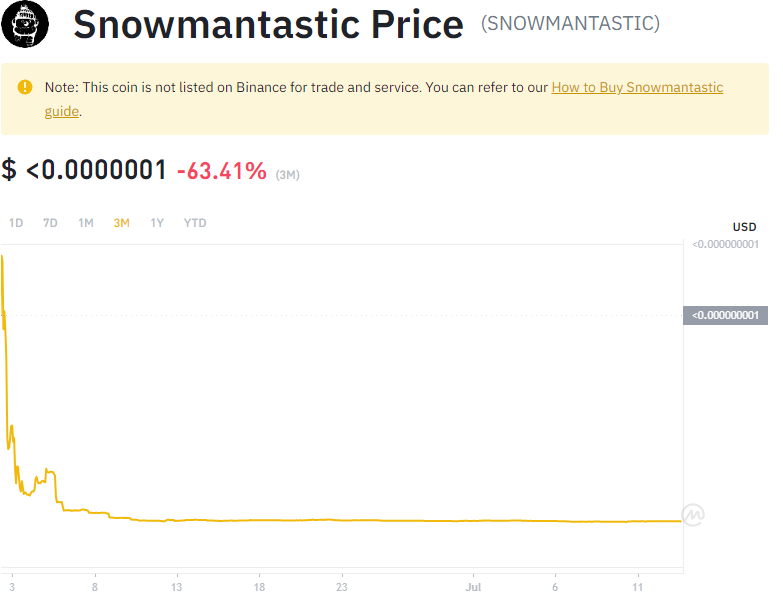 Snowmantastic Price (SNOWMANTASTIC)
Note: This coin is not listed on Binance for trade and service. You can refer to our How to Buy Snowmantastic
guide.
$ <0.0000001 -63.41% (3M)
1D 7D 1M 3M 1Y YTD
USD
<0.000000001
<0.000000001
3 8 13 18 23 Jul 6 11